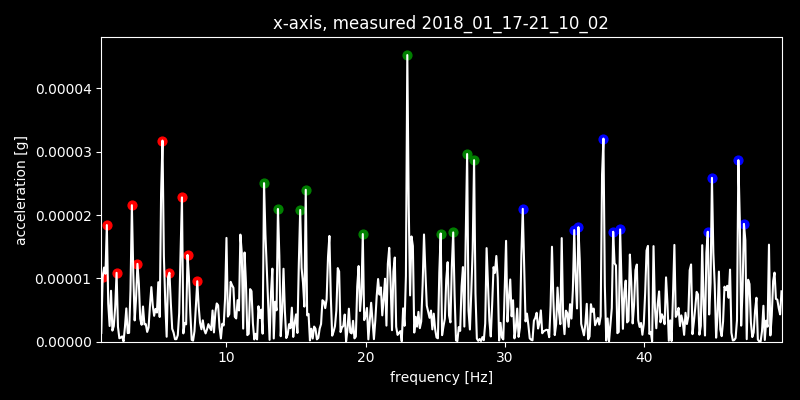 x-axis, measured 2018_01_17-21_10_02
acceleration [g]
0.00004
0.00003
0.00002
0.00001
0.00000
10 20 30 40
frequency [Hz]